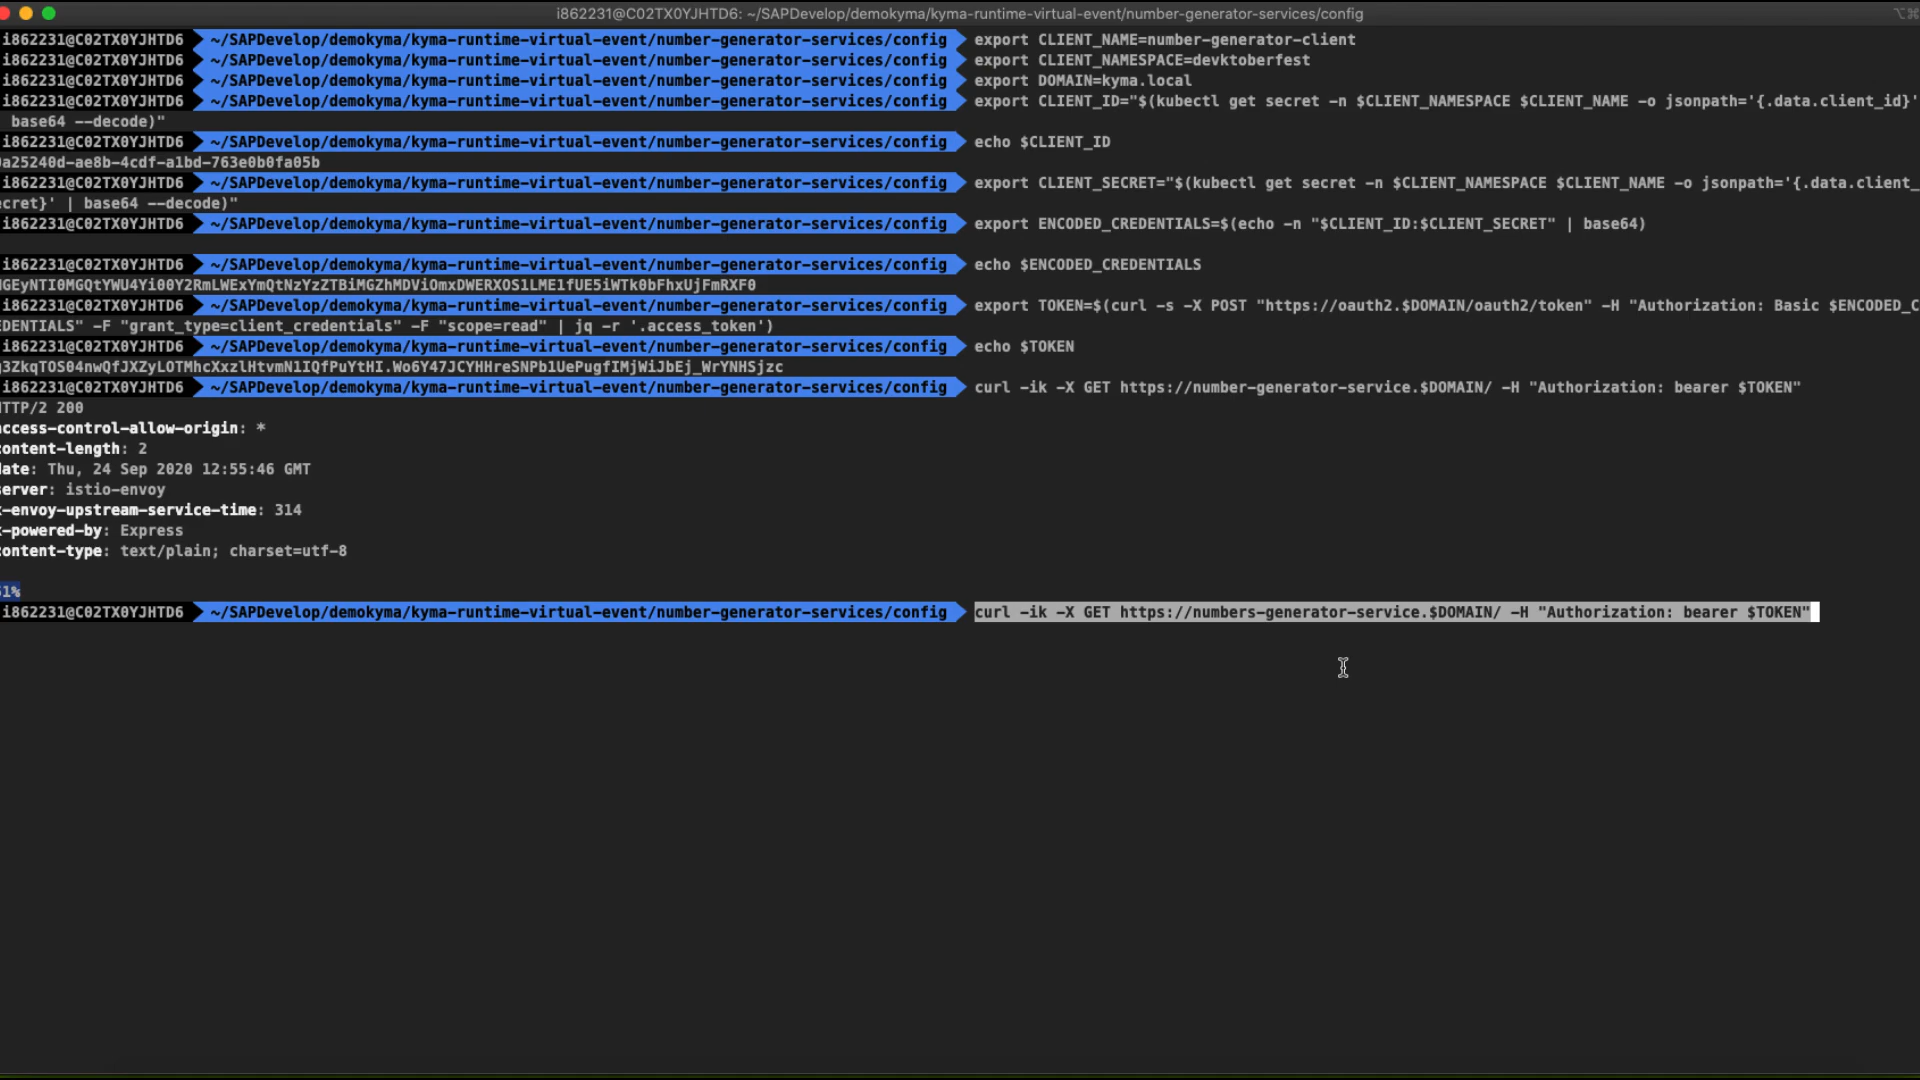 i862231@C02TX0YJHTD6: ~/SAPDevelop/demokyma/kyma-runtime-virtual-event/number-generator-services/config
i862231@C02TX0YJHTD6 ~/SAPDevelop/demokyma/kyma-runtime-virtual-event/number-generator-services/config export CLIENT_NAME=number-generator-client
i862231@C02TX0YJHTD6 ~/SAPDevelop/demokyma/kyma-runtime-virtual-event/number-generator-services/config export CLIENT_NAMESPACE=devktoberfest
i862231@C02TX0YJHTD6 ~/SAPDevelop/demokyma/kyma-runtime-virtual-event/number-generator-services/config export DOMAIN=kyma.local
i862231@C02TX0YJHTD6 ~/SAPDevelop/demokyma/kyma-runtime-virtual-event/number-generator-services/config export CLIENT_ID="$(kubectl get secret -n $CLIENT_NAMESPACE $CLIENT_NAME -o jsonpath='{.data.client_id}'
base64 --decode)"
i862231@C02TX0YJHTD6 ~/SAPDevelop/demokyma/kyma-runtime-virtual-event/number-generator-services/config echo $CLIENT_ID
a25240d-ae8b-4cdf-a1bd-763e0b0fa05b
i862231@C02TX0YJHTD6 ~/SAPDevelop/demokyma/kyma-runtime-virtual-event/number-generator-services/config export CLIENT_SECRET="$(kubectl get secret -n $CLIENT_NAMESPACE $CLIENT_NAME -o jsonpath='{.data.client_
ecret}' | base64 --decode)"
i862231@C02TX0YJHTD6 ~/SAPDevelop/demokyma/kyma-runtime-virtual-event/number-generator-services/config export ENCODED_CREDENTIALS=$(echo -n "$CLIENT_ID:$CLIENT_SECRET" | base64)
i862231@C02TX0YJHTD6 ~/SAPDevelop/demokyma/kyma-runtime-virtual-event/number-generator-services/config echo $ENCODED_CREDENTIALS
GEyNTI0MGQtYWU4Yi00Y2RmLWExYmQtNzYzZTBiMGZhMDViOmxDWERXOS1LME1fUE5iWTk0bFhxUjFmRXF0
i862231@C02TX0YJHTD6 ~/SAPDevelop/demokyma/kyma-runtime-virtual-event/number-generator-services/config export TOKEN=$(curl -s -X POST "https://oauth2.$DOMAIN/oauth2/token" -H "Authorization: Basic $ENCODED_C
EDENTIALS" -F "grant_type=client_credentials" -F "scope=read" | jq -r '.access_token')
i862231@C02TX0YJHTD6 ~/SAPDevelop/demokyma/kyma-runtime-virtual-event/number-generator-services/config echo $TOKEN
3ZkqTOS04nwQfJXZyLOTMhcXxzlHtvmN1IQfPuYtHI.Wo6Y47JCYHHreSNPb1UePugfIMjWiJbEj_WrYNHSjzc
i862231@C02TX0YJHTD6 ~/SAPDevelop/demokyma/kyma-runtime-virtual-event/number-generator-services/config curl -ik -X GET https://number-generator-service.$DOMAIN/ -H "Authorization: bearer $TOKEN"
HTTP/2 200
access-control-allow-origin: *
content-length: 2
date: Thu, 24 Sep 2020 12:55:46 GMT
server: istio-envoy
x-envoy-upstream-service-time: 314
x-powered-by: Express
content-type: text/plain; charset=utf-8
51%
i862231@C02TX0YJHTD6 ~/SAPDevelop/demokyma/kyma-runtime-virtual-event/number-generator-services/config curl -ik -X GET https://numbers-generator-service.$DOMAIN/ -H "Authorization: bearer $TOKEN"